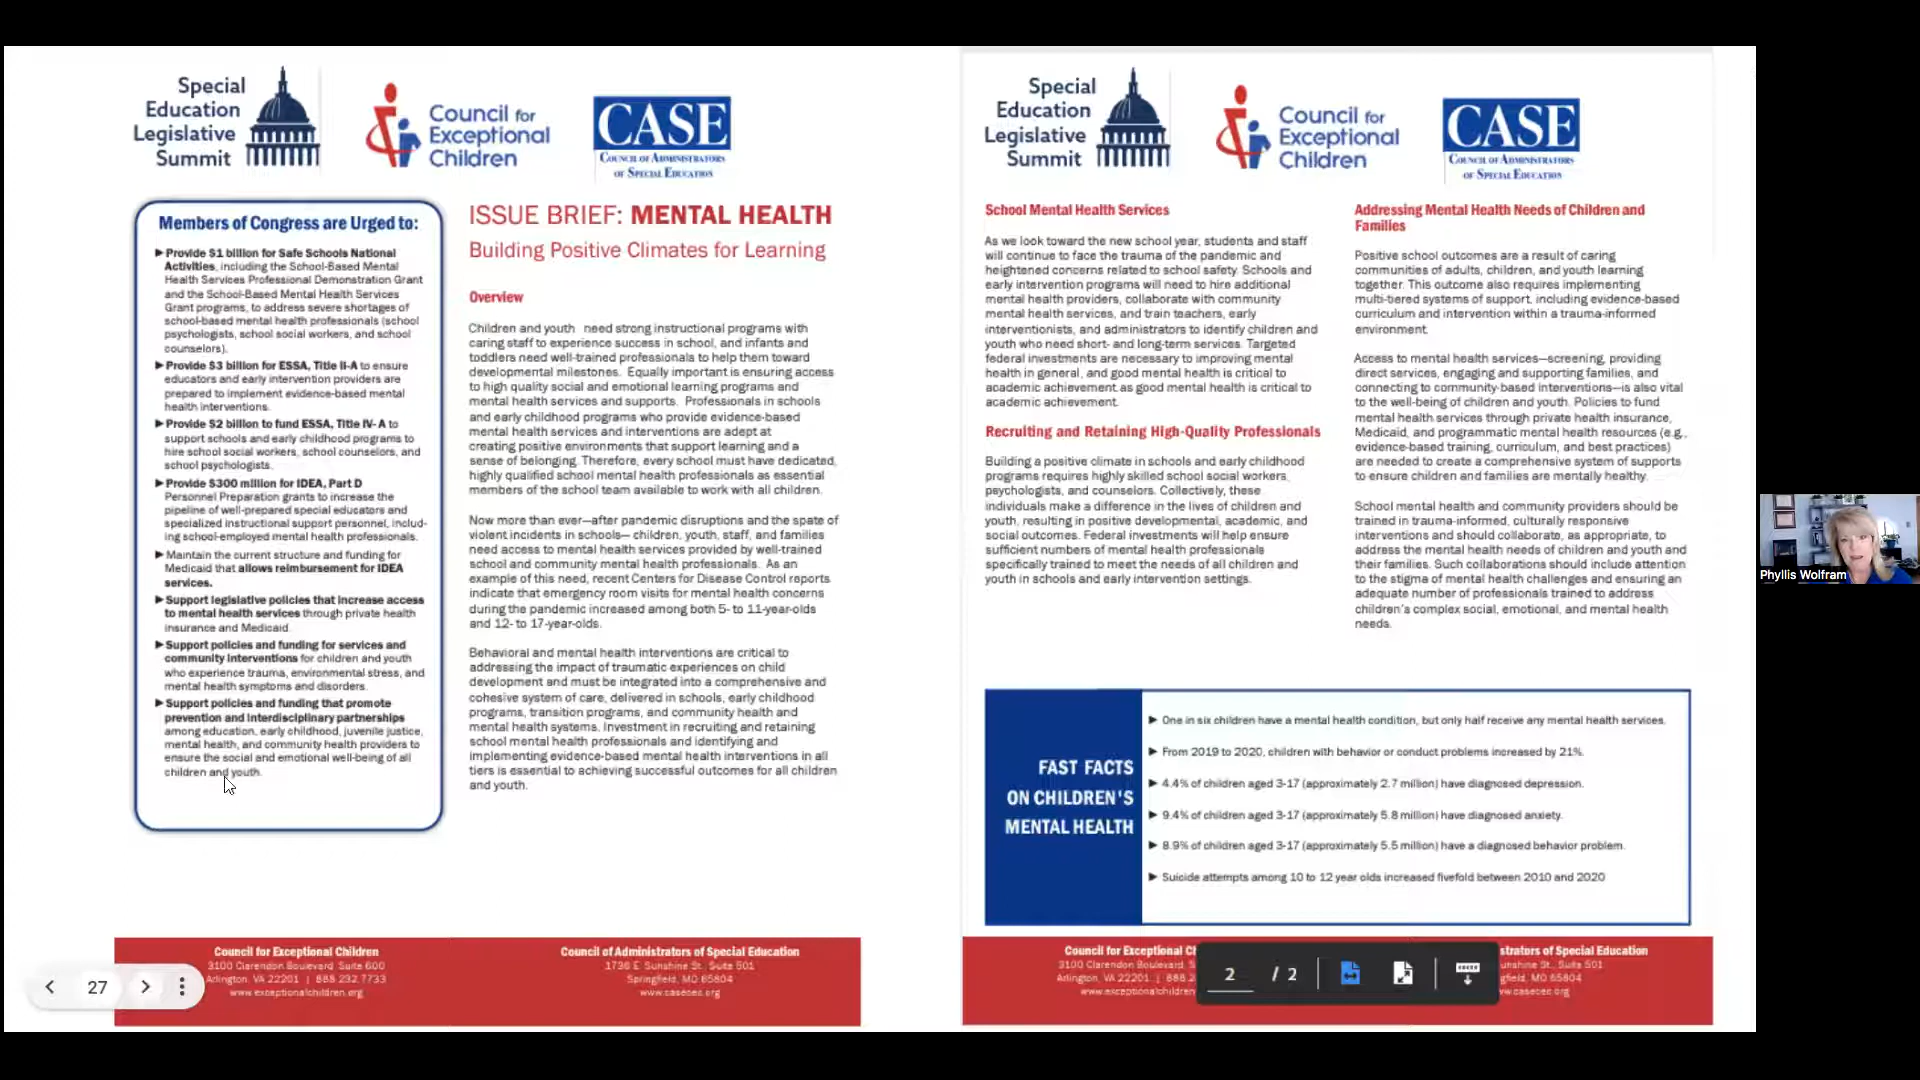 Special
Education
Legislative
Summit
Council for
Exceptional
Children
CASE
COUNCIL OF ADMINISTRATORS
OF SPECIAL EDUCATION
Members of Congress are Urged to:
►Provide $1 billion for Safe Schools National
Activities, including the School-Based Mental
Health Services Professional Demonstration Grant
and the School-Based Mental Health Services
Grant programs, to address severe shortages of
school-based mental health professionals (school
psychologists, school social workers, and school
counselors).
►Provide $3 billion for ESSA, Title II-A to ensure
educators and early intervention providers are
prepared to implement evidence-based mental
health interventions.
►Provide $2 billion to fund ESSA, Title IV-A to
support schools and early childhood programs to
hire school social workers, school counselors, and
school psychologists.
►Provide $300 million for IDEA, Part D
Personnel Preparation grants to increase the
pipeline of well-prepared special educators and
specialized instructional support personnel, includ-
ing school-employed mental health professionals.
►Maintain the current structure and funding for
Medicaid that allows reimbursement for IDEA
services.
►Support legislative policies that increase access
to mental health services through private health
insurance and Medicaid.
►Support policies and funding for services and
community interventions for children and youth
who experience trauma, environmental stress, and
mental health symptoms and disorders.
►Support policies and funding that promote
prevention and interdisciplinary partnerships
among education, early childhood, juvenile justice,
mental health, and community health providers to
ensure the social and emotional well-being of all
children and youth.
ISSUE BRIEF: MENTAL HEALTH
Building Positive Climates for Learning
Overview
Children and youth need strong instructional programs with
caring staff to experience success in school, and infants and
toddlers need well-trained professionals to help them toward
developmental milestones. Equally important is ensuring access
to high quality social and emotional learning programs and
mental health services and supports. Professionals in schools
and early childhood programs who provide evidence-based
mental health services and interventions are adept at
creating positive environments that support learning and a
sense of belonging. Therefore, every school must have dedicated,
highly qualified school mental health professionals as essential
members of the school team available to work with all children.
Now more than ever—after pandemic disruptions and the spate of
violent incidents in schools— children, youth, staff, and families
need access to mental health services provided by well-trained
school and community mental health professionals. As an
example of this need, recent Centers for Disease Control reports
indicate that emergency room visits for mental health concerns
during the pandemic increased among both 5- to 11-year-olds
and 12- to 17-year-olds.
Behavioral and mental health interventions are critical to
addressing the impact of traumatic experiences on child
development and must be integrated into a comprehensive and
cohesive system of care, delivered in schools, early childhood
programs, transition programs, and community health and
mental health systems. Investment in recruiting and retaining
school mental health professionals and identifying and
implementing evidence-based mental health interventions in all
tiers is essential to achieving successful outcomes for all children
and youth.
Council for Exceptional Children
3100 Clarendon Boulevard Suite 600
Arlington, VA 22201 | 888.232.7733
www.exceptionalchildren.org
Council of Administrators of Special Education
1736 E. Sunshine St., Suite 501
Springfield, MO 65804
www.casecec.org
27
Special
Education
Legislative
Summit
Council for
Exceptional
Children
CASE
COUNCIL OF ADMINISTRATORS
OF SPECIAL EDUCATION
School Mental Health Services
As we look toward the new school year, students and staff
will continue to face the trauma of the pandemic and
heightened concerns related to school safety. Schools and
early intervention programs will need to hire additional
mental health providers, collaborate with community
mental health services, and train teachers, early
interventionists, and administrators to identify children and
youth who need short- and long-term services. Targeted
federal investments are necessary to improving mental
health in general, and good mental health is critical to
academic achievement as good mental health is critical to
academic achievement.
Recruiting and Retaining High-Quality Professionals
Building a positive climate in schools and early childhood
programs requires highly skilled school social workers,
psychologists, and counselors. Collectively, these
individuals make a difference in the lives of children and
youth, resulting in positive developmental, academic, and
social outcomes. Federal investments will help ensure
sufficient numbers of mental health professionals
specifically trained to meet the needs of all children and
youth in schools and early intervention settings.
Addressing Mental Health Needs of Children and
Families
Positive school outcomes are a result of caring
communities of adults, children, and youth learning
together. This outcome also requires implementing
multi-tiered systems of support, including evidence-based
curriculum and intervention within a trauma-informed
environment.
Access to mental health services—screening, providing
direct services, engaging and supporting families, and
connecting to community-based interventions—is also vital
to the well-being of children and youth. Policies to fund
mental health services through private health insurance,
Medicaid, and programmatic mental health resources (e.g.,
evidence-based training, curriculum, and best practices)
are needed to create a comprehensive system of supports
to ensure children and families are mentally healthy.
School mental health and community providers should be
trained in trauma-informed, culturally responsive
interventions and should collaborate, as appropriate, to
address the mental health needs of children and youth and
their families. Such collaborations should include attention
to the stigma of mental health challenges and ensuring an
adequate number of professionals trained to address
children's complex social, emotional, and mental health
needs.
FAST FACTS
ON CHILDREN'S
MENTAL HEALTH
► One in six children have a mental health condition, but only half receive any mental health services.
► From 2019 to 2020, children with behavior or conduct problems increased by 21%.
► 4.4% of children aged 3-17 (approximately 2.7 million) have diagnosed depression.
► 9.4% of children aged 3-17 (approximately 5.8 million) have diagnosed anxiety.
► 8.9% of children aged 3-17 (approximately 5.5 million) have a diagnosed behavior problem.
► Suicide attempts among 10 to 12 year olds increased fivefold between 2010 and 2020
Council for Exceptional Ch
3100 Clarendon Boulevard S
Arlington, VA 22201 | 888.2
www.exceptionalchildren
strators of Special Education
unshine St., Suite 501
gfield, MO 65804
www.casecec.org
2 / 2
Phyllis Wolfram